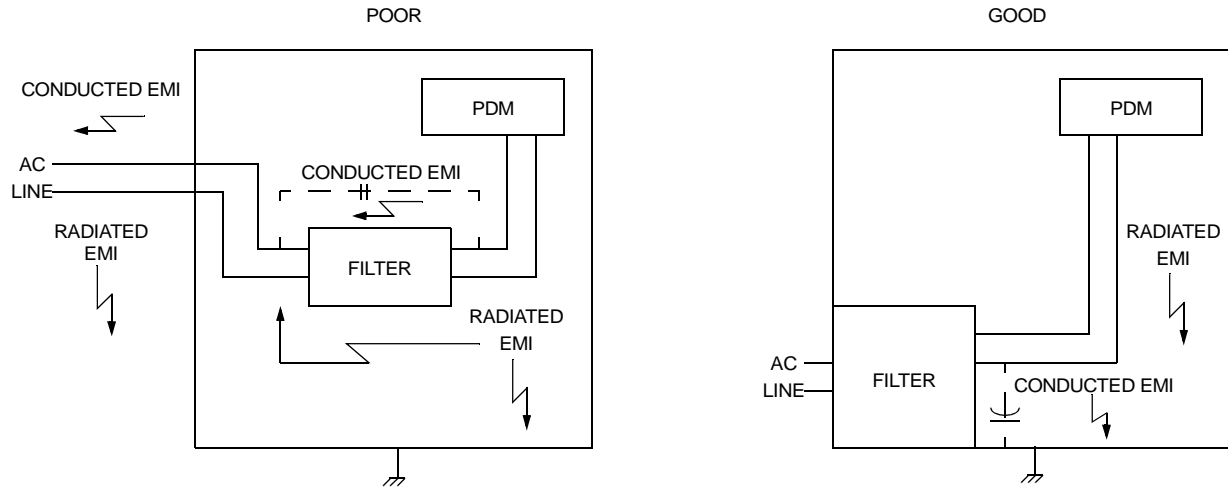 POOR
CONDUCTED EMI
PDM
AC
LINE
CONDUCTED EMI
RADIATED
EMI
FILTER
RADIATED
EMI
GOOD
PDM
RADIATED
EMI
AC
LINE
FILTER
CONDUCTED EMI